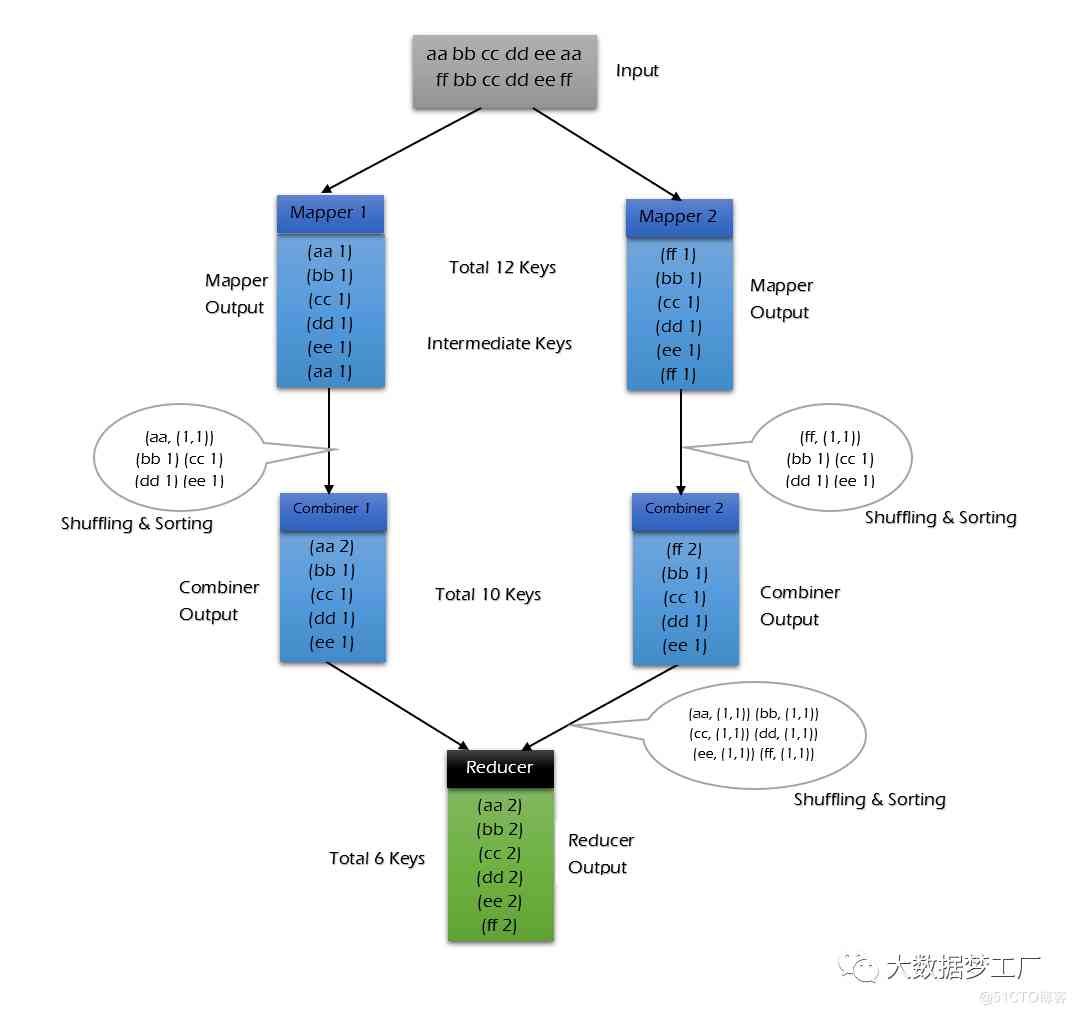 aa bb cc dd ee aa
ff bb cc dd ee ff
Input
Mapper 1
(aa 1)
(bb 1)
(cc 1)
(dd 1)
(ee 1)
(aa 1)
Mapper
Output
Total 12 Keys
Intermediate Keys
Mapper 2
(ff 1)
(bb 1)
(cc 1)
(dd 1)
(ee 1)
(ff 1)
Mapper
Output
(aa, (1,1))
(bb 1) (cc 1)
(dd 1) (ee 1)
Shuffling & Sorting
(ff, (1,1))
(bb 1) (cc 1)
(dd 1) (ee 1)
Shuffling & Sorting
Combiner 1
(aa 2)
(bb 1)
(cc 1)
(dd 1)
(ee 1)
Combiner
Output
Total 10 Keys
Combiner 2
(ff 2)
(bb 1)
(cc 1)
(dd 1)
(ee 1)
Combiner
Output
(aa, (1,1)) (bb, (1,1))
(cc, (1,1)) (dd, (1,1))
(ee, (1,1)) (ff, (1,1))
Shuffling & Sorting
Reducer
(aa 2)
(bb 2)
(cc 2)
(dd 2)
(ee 2)
(ff 2)
Total 6 Keys
Reducer
Output
大数据梦工厂
@51CTO博客